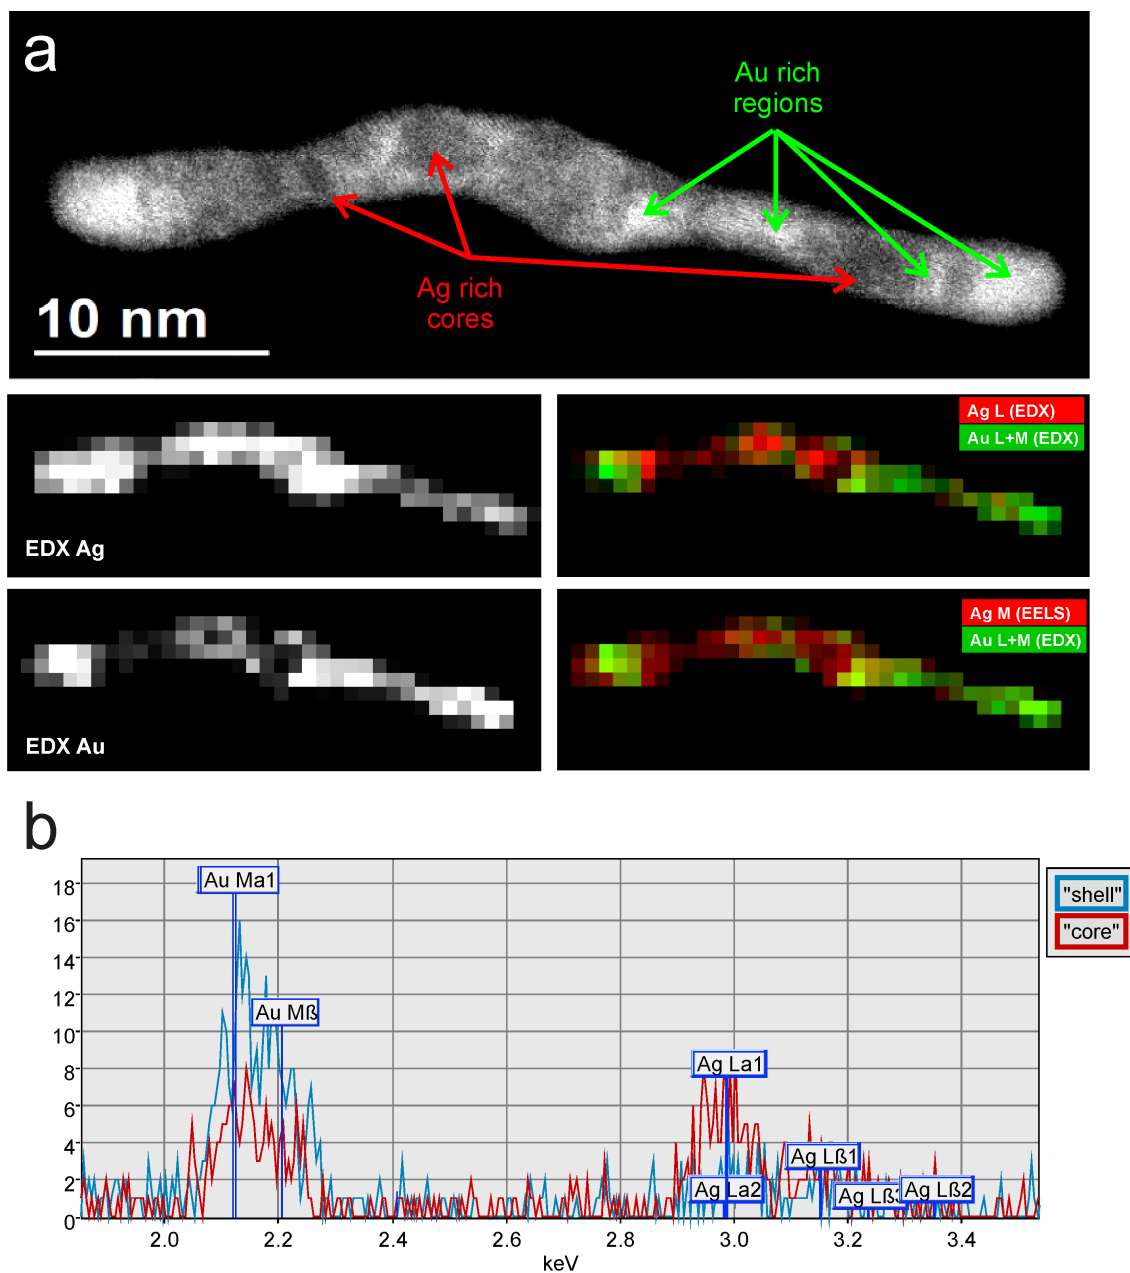 a
Au rich
regions
Ag rich
cores
10 nm
EDX Ag
Ag L (EDX)
Au L+M (EDX)
EDX Au
Ag M (EELS)
Au L+M (EDX)
b
18
16
14
12
10
8
6
4
2
0
Au Ma1
Au Mß
Ag La1
Ag La2
Ag Lß1
Ag Lß
Ag Lß2
"shell"
"core"
2.0 2.2 2.4 2.6 2.8 3.0 3.2 3.4
keV